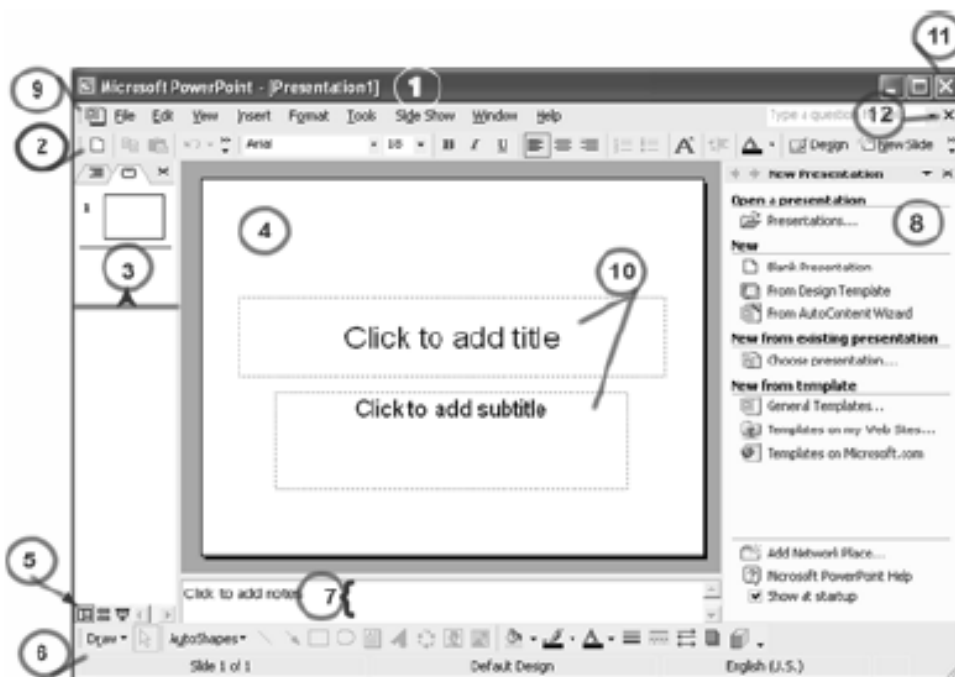 11
9
Microsoft PowerPoint - [Presentation1]
1
File Edit View Insert Format Tools Slide Show Window Help
Type a question
12
2
Arial
18
B I U
A
A
Design
New Slide
New Presentation
1
3
4
10
Click to add title
Click to add subtitle
Open a presentation
Presentations...
8
New
Blank Presentation
From Design Template
From AutoContent Wizard
New from existing presentation
Choose presentation...
New from template
General Templates...
Templates on my Web Sites...
Templates on Microsoft.com
Add Network Place...
Microsoft PowerPoint Help
Show at startup
5
Click to add notes
7
6
Draw
AutoShapes
A
Slide 1 of 1
Default Design
English (U.S.)